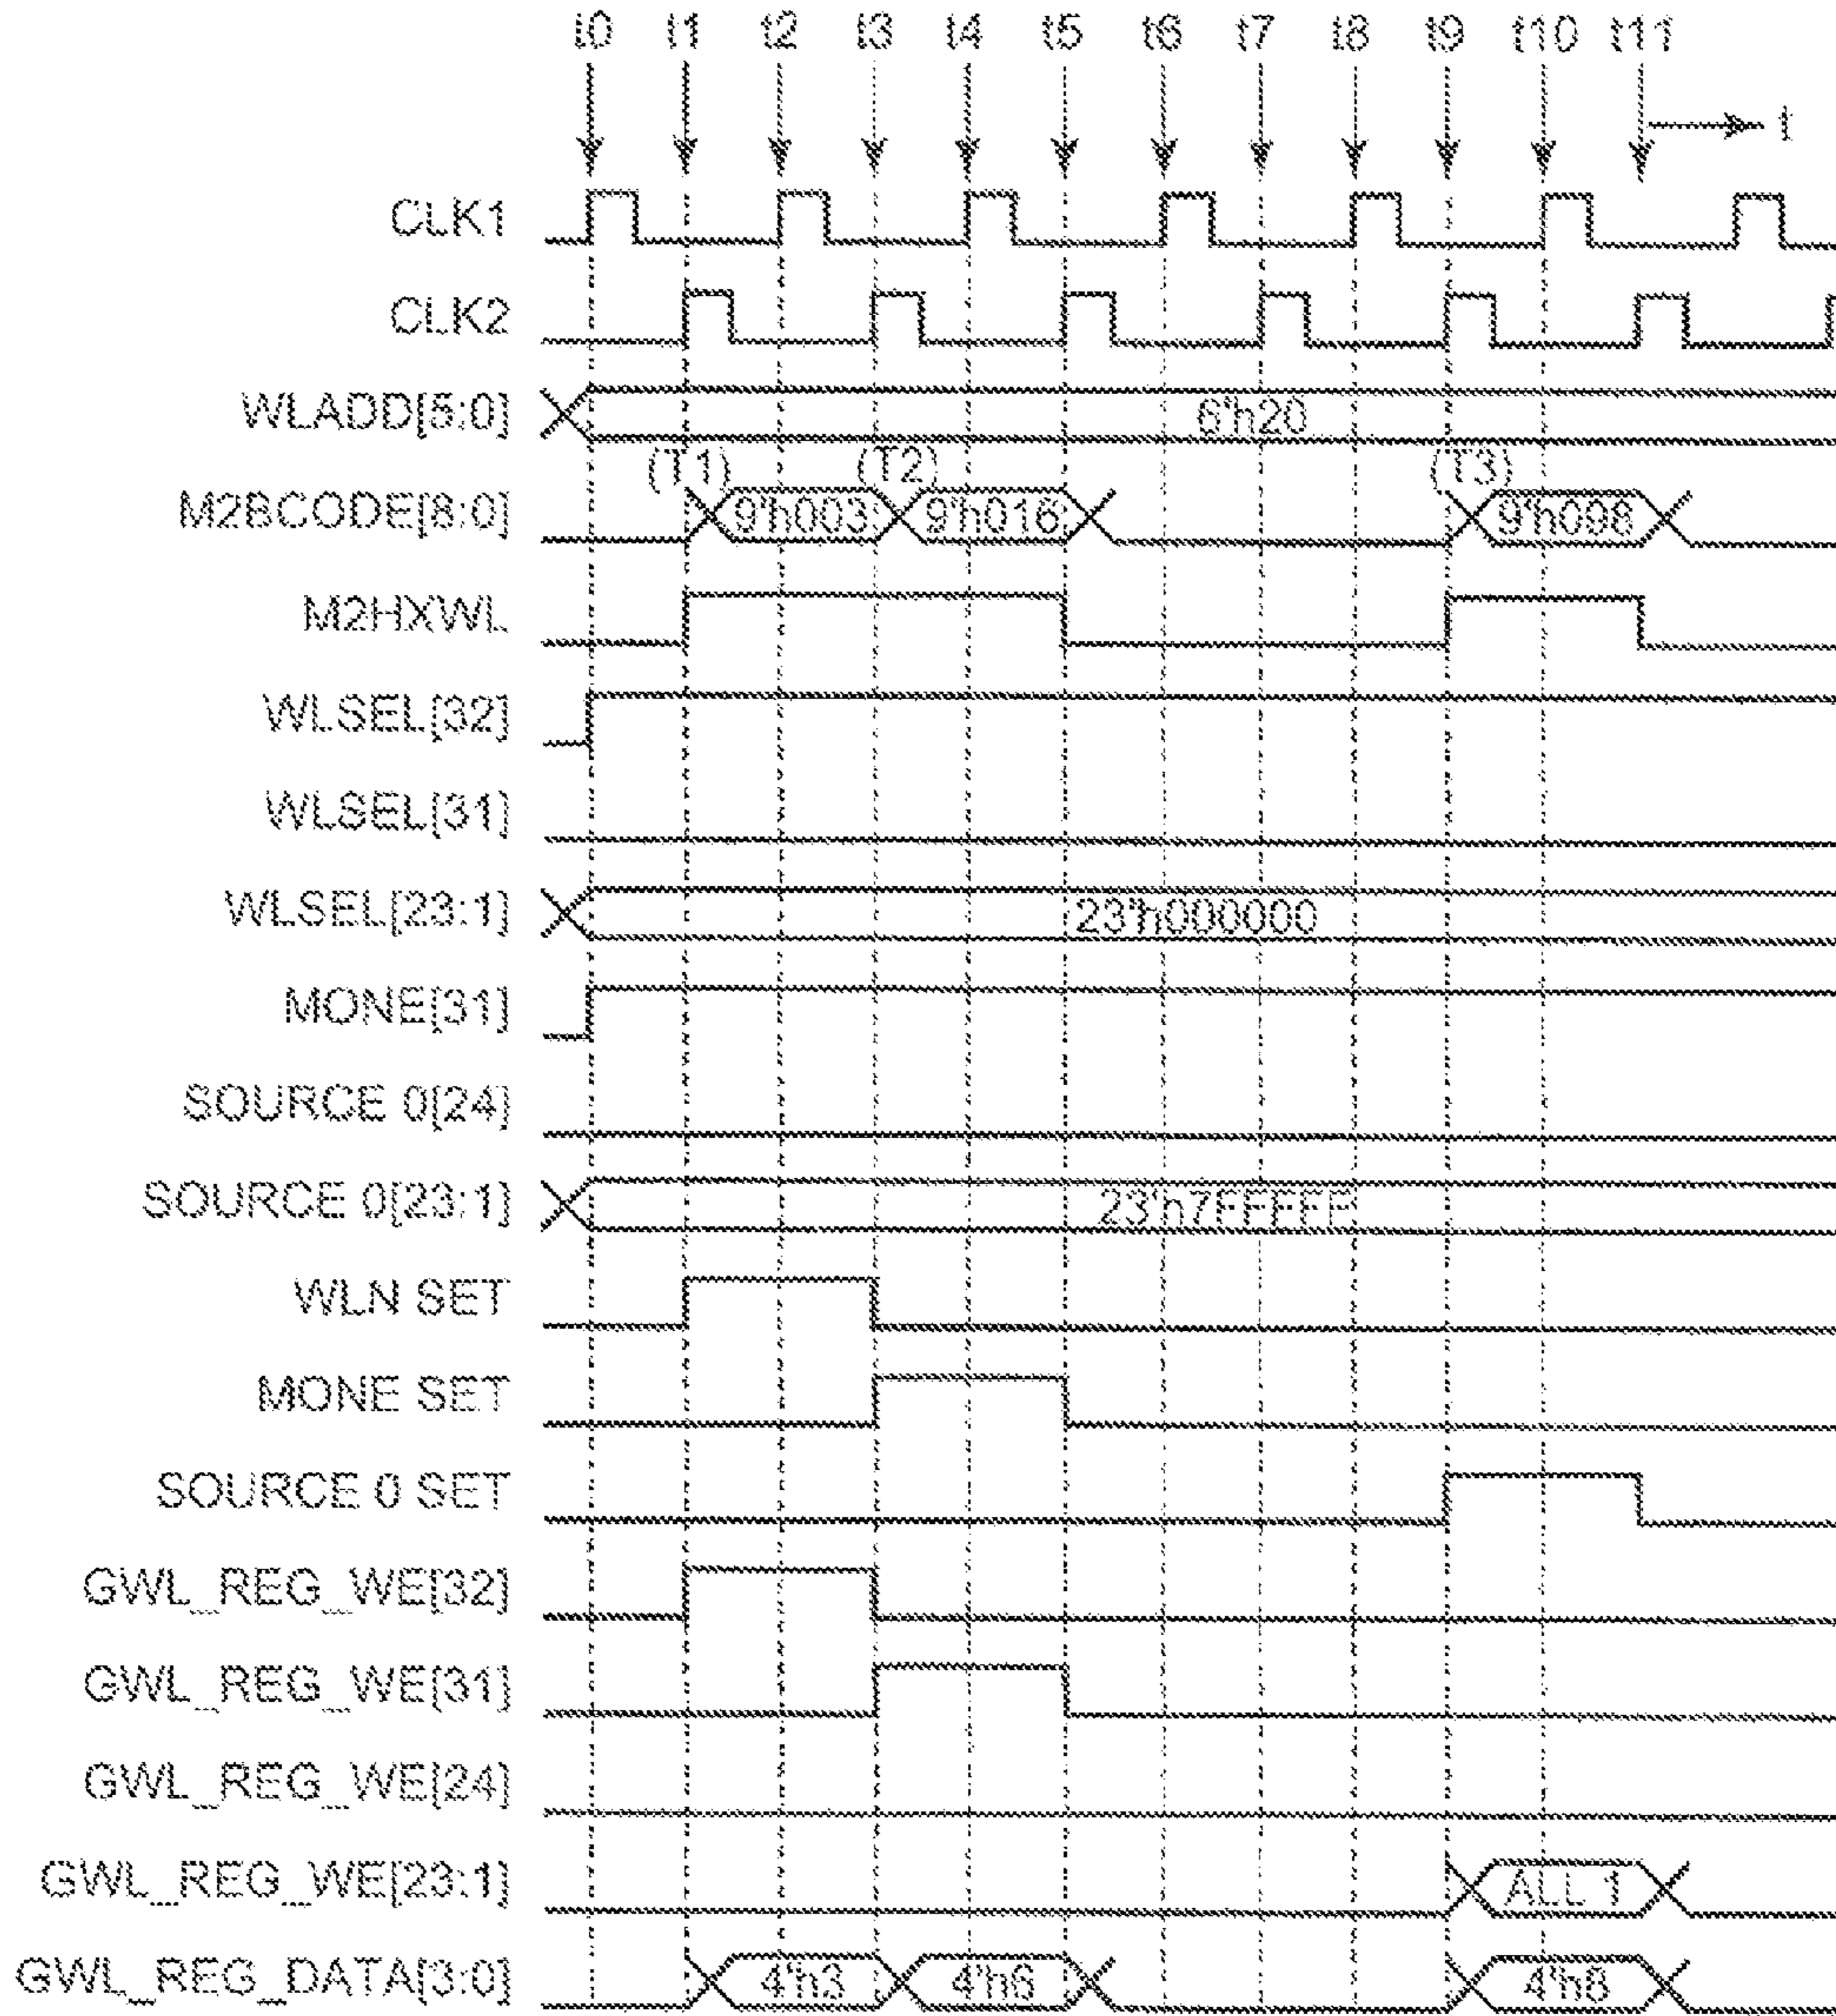 t0 t1 t2 t3 t4 t5 t6 t7 t8 t9 t10 t11
t
CLK1
CLK2
WLADD[5:0] 6'h20
(T1) (T2) (T3)
M2BCODE[8:0] 9'h003 9'h016 9'h098
M2HXWL
WLSEL[32]
WLSEL[31]
WLSEL[23:1] 23'h000000
MONE[31]
SOURCE 0[24]
SOURCE 0[23:1] 23'h7FFFFF
WLN SET
MONE SET
SOURCE 0 SET
GWL_REG_WE[32]
GWL_REG_WE[31]
GWL_REG_WE[24]
GWL_REG_WE[23:1] ALL 1
GWL_REG_DATA[3:0] 4'h3 4'h6 4'h8